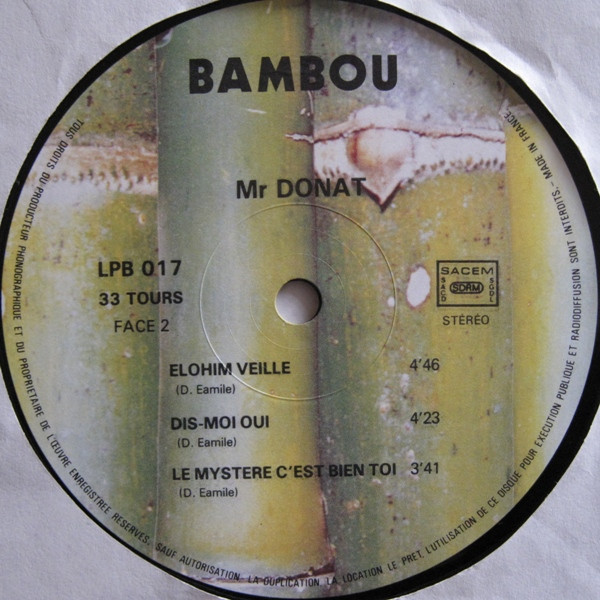 BAMBOU
Mr DONAT
LPB 017
33 TOURS
FACE 2
SACEM
SACD
SDRM
SGDL
STÉRÉO
ELOHIM VEILLE 4'46
(D. Eamile)
DIS-MOI OUI 4'23
(D. Eamile)
LE MYSTERE C'EST BIEN TOI 3'41
(D. Eamile)
TOUS DROITS DU PRODUCTEUR PHONOGRAPHIQUE ET DU PROPRIETAIRE DE L'ŒUVRE ENREGISTREE RESERVES. SAUF AUTORISATION, LA DUPLICATION, LA LOCATION LE PRET, L'UTILISATION DE CE DISQUE POUR EXECUTION PUBLIQUE ET RADIODIFFUSION SONT INTERDITS. - MADE IN FRANCE